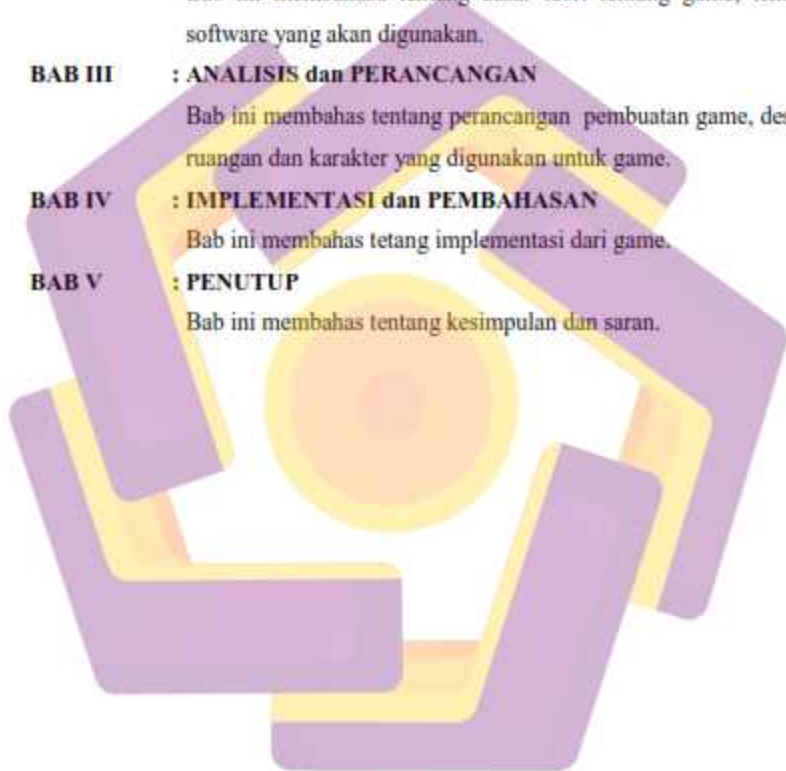 software yang akan digunakan.
BAB III : ANALISIS dan PERANCANGAN
Bab ini membahas tentang perancangan pembuatan game, des
ruangan dan karakter yang digunakan untuk game.
BAB IV : IMPLEMENTASI dan PEMBAHASAN
Bab ini membahas tetang implementasi dari game.
BAB V : PENUTUP
Bab ini membahas tentang kesimpulan dan saran.